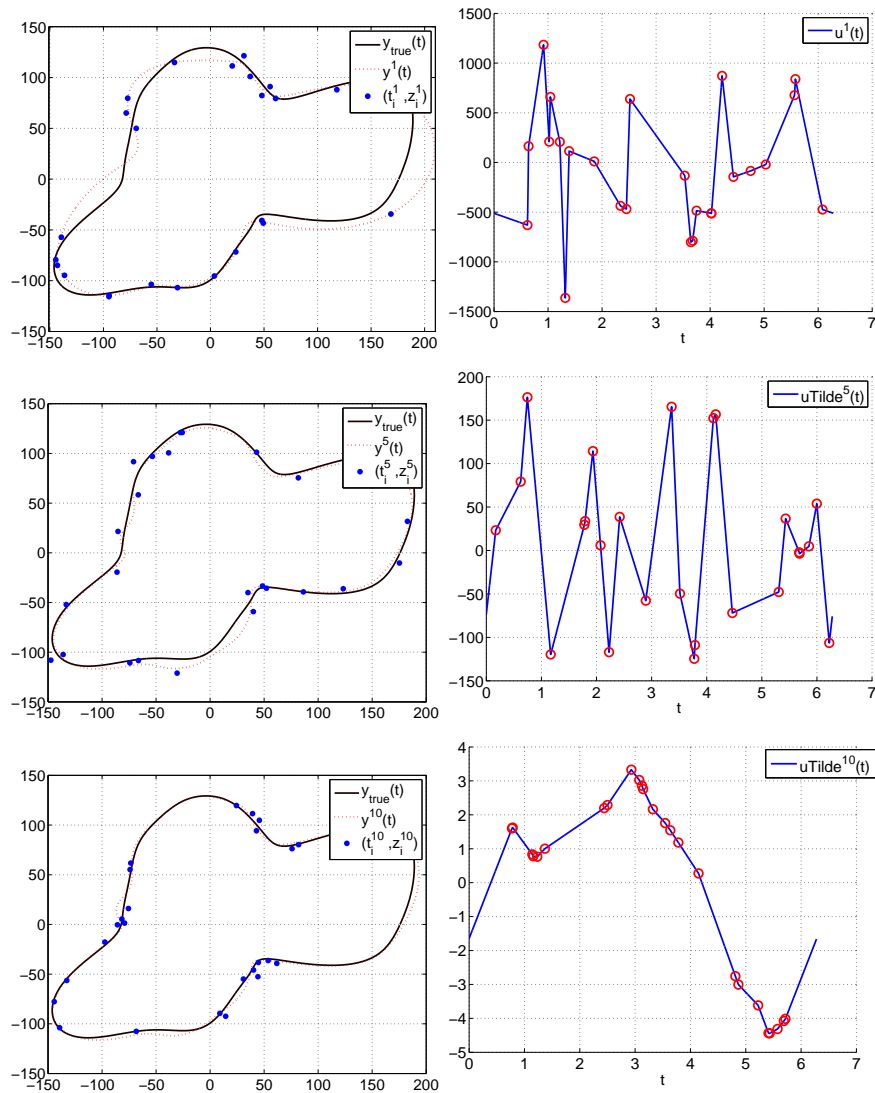 150
100
50
0
−50
−100
−150
−150 −100 −50 0 50 100 150 200
y_true(t)
y^1(t)
(t_i^1 ,z_i^1)
1500
1000
500
0
−500
−1000
−1500
0 1 2 3 4 5 6 7
t
u^1(t)
150
100
50
0
−50
−100
−150
−150 −100 −50 0 50 100 150 200
y_true(t)
y^5(t)
(t_i^5 ,z_i^5)
200
150
100
50
0
−50
−100
−150
0 1 2 3 4 5 6 7
t
uTilde^5(t)
150
100
50
0
−50
−100
−150
−150 −100 −50 0 50 100 150 200
y_true(t)
y^10(t)
(t_i^10 ,z_i^10)
4
3
2
1
0
−1
−2
−3
−4
−5
0 1 2 3 4 5 6 7
t
uTilde^10(t)